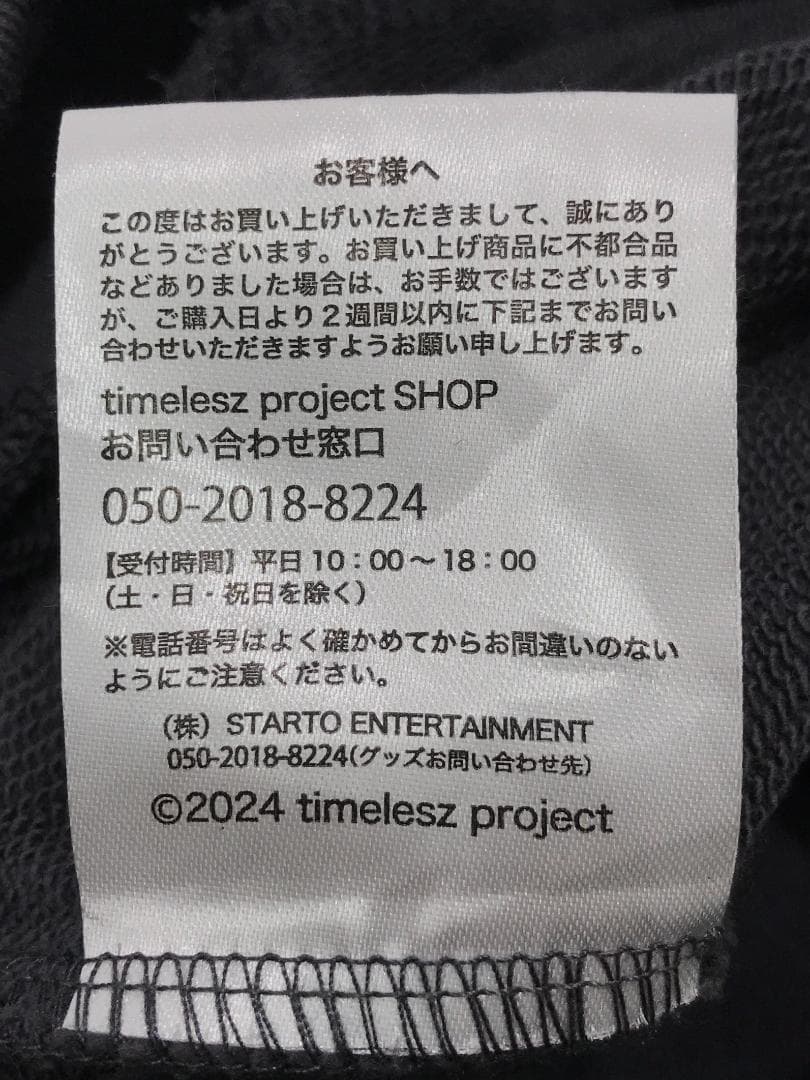 お客様へ
この度はお買い上げいただきまして、誠にあり
がとうございます。お買い上げ商品に不都合品
などありました場合は、お手数ではございます
が、ご購入日より2週間以内に下記までお問い
合わせいただきますようお願い申し上げます。
timelesz project SHOP
お問い合わせ窓口
050-2018-8224
【受付時間】平日10：00～18：00
（土・日・祝日を除く）
※電話番号はよく確かめてからお間違いのない
ようにご注意ください。
（株）STARTO ENTERTAINMENT
050-2018-8224(グッズお問い合わせ先)
©2024 timelesz project